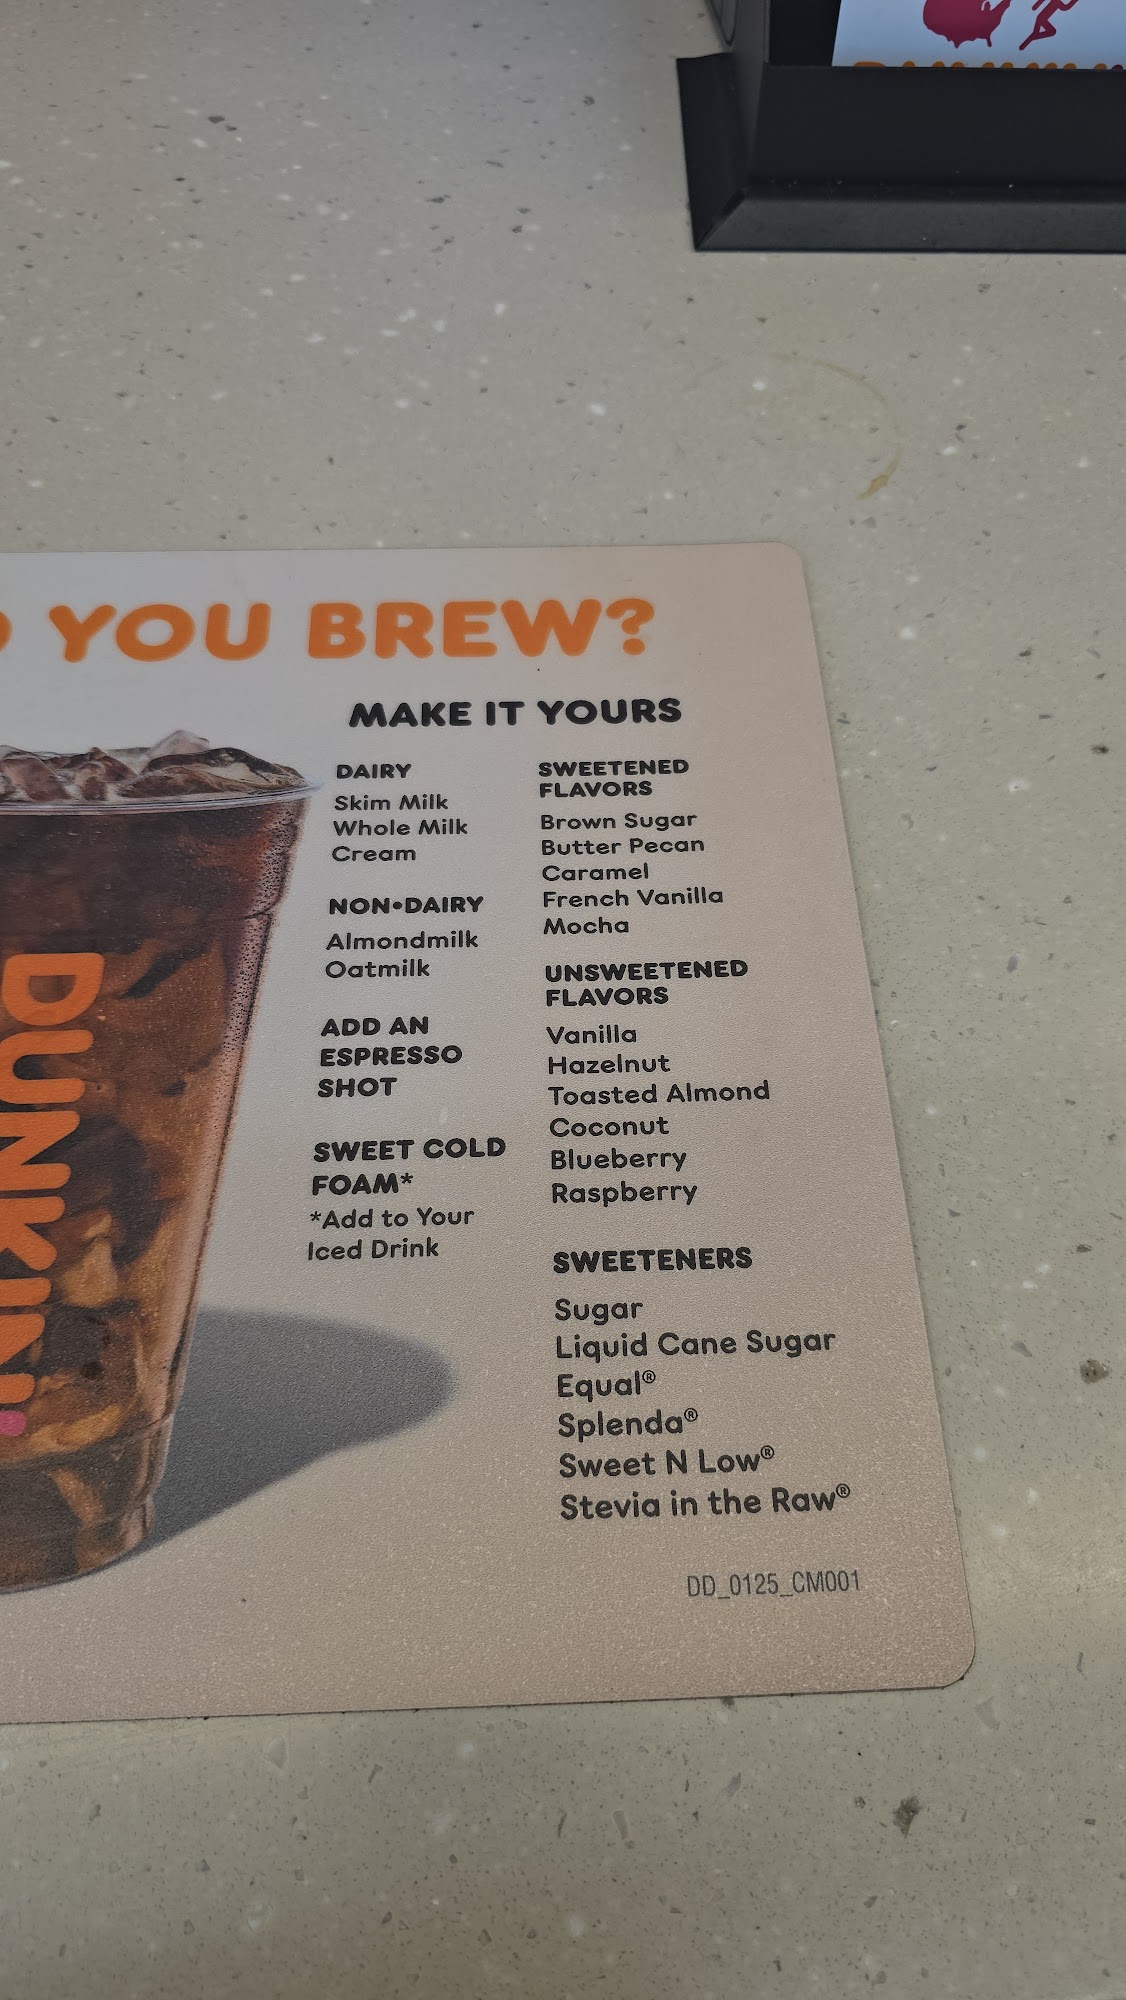 YOU BREW?
MAKE IT YOURS
DAIRY
Skim Milk
Whole Milk
Cream
NON•DAIRY
Almondmilk
Oatmilk
ADD AN
ESPRESSO
SHOT
SWEET COLD
FOAM*
*Add to Your
Iced Drink
SWEETENED
FLAVORS
Brown Sugar
Butter Pecan
Caramel
French Vanilla
Mocha
UNSWEETENED
FLAVORS
Vanilla
Hazelnut
Toasted Almond
Coconut
Blueberry
Raspberry
SWEETENERS
Sugar
Liquid Cane Sugar
Equal®
Splenda®
Sweet N Low®
Stevia in the Raw®
DD_0125_CM001
DUNKIN'